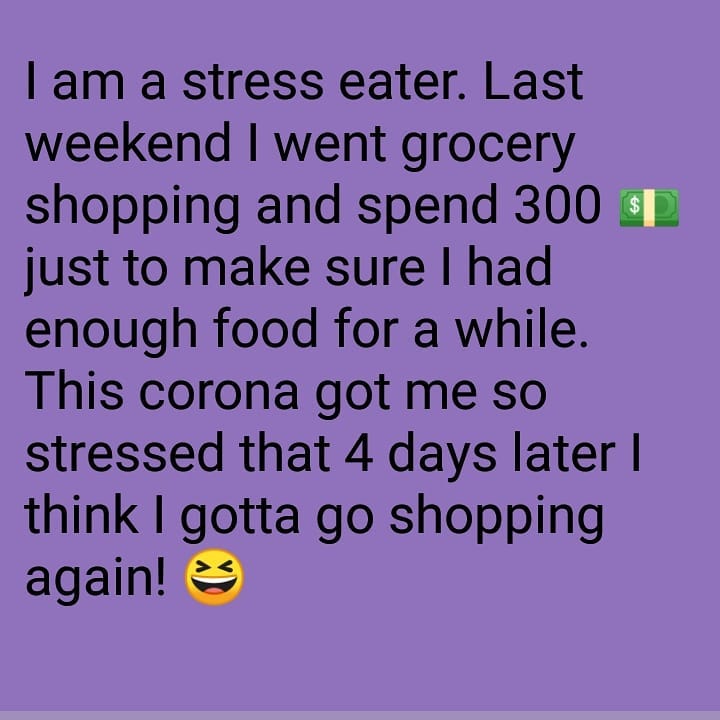 I am a stress eater. Last
weekend I went grocery
shopping and spend 300 💵
just to make sure I had
enough food for a while.
This corona got me so
stressed that 4 days later I
think I gotta go shopping
again! 😆